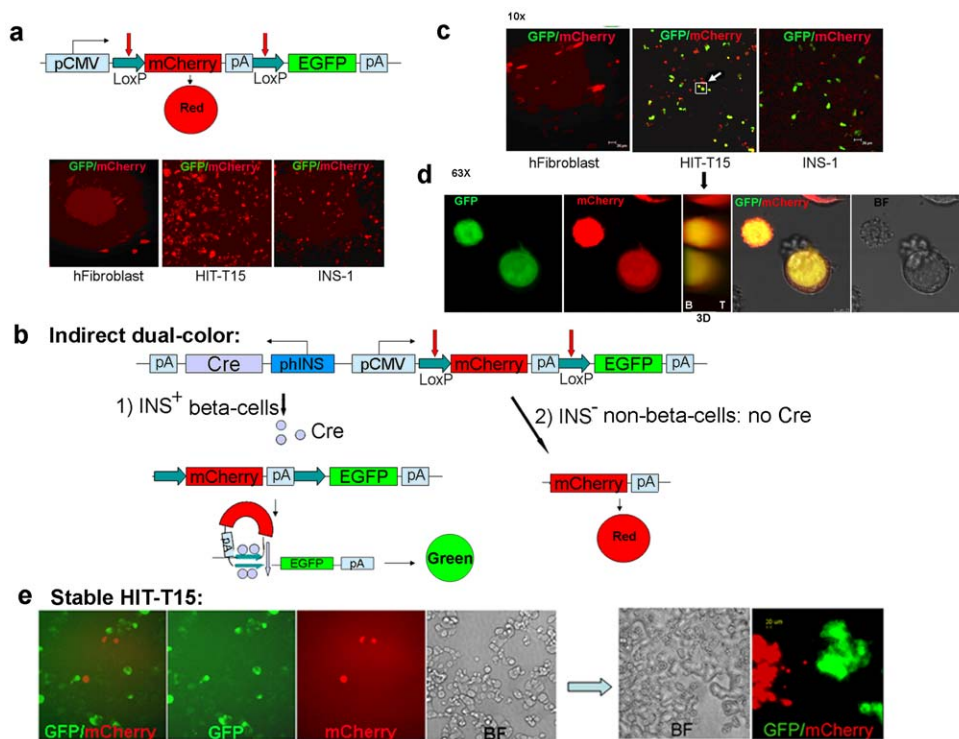 a
pCMV
mCherry
pA
EGFP
pA
LoxP
LoxP
Red
GFP/mCherry
GFP/mCherry
GFP/mCherry
hFibroblast
HIT-T15
INS-1
c
10x
GFP/mCherry
GFP/mCherry
GFP/mCherry
hFibroblast
HIT-T15
INS-1
d
63X
GFP
mCherry
GFP/mCherry
BF
B
T
3D
b Indirect dual-color:
pA
Cre
phINS
pCMV
mCherry
pA
EGFP
pA
LoxP
LoxP
1) INS+ beta-cells
Cre
2) INS- non-beta-cells: no Cre
mCherry
pA
EGFP
pA
mCherry
pA
Red
pA
EGFP
pA
Green
e Stable HIT-T15:
GFP/mCherry
GFP
mCherry
BF
BF
20 um
GFP/mCherry